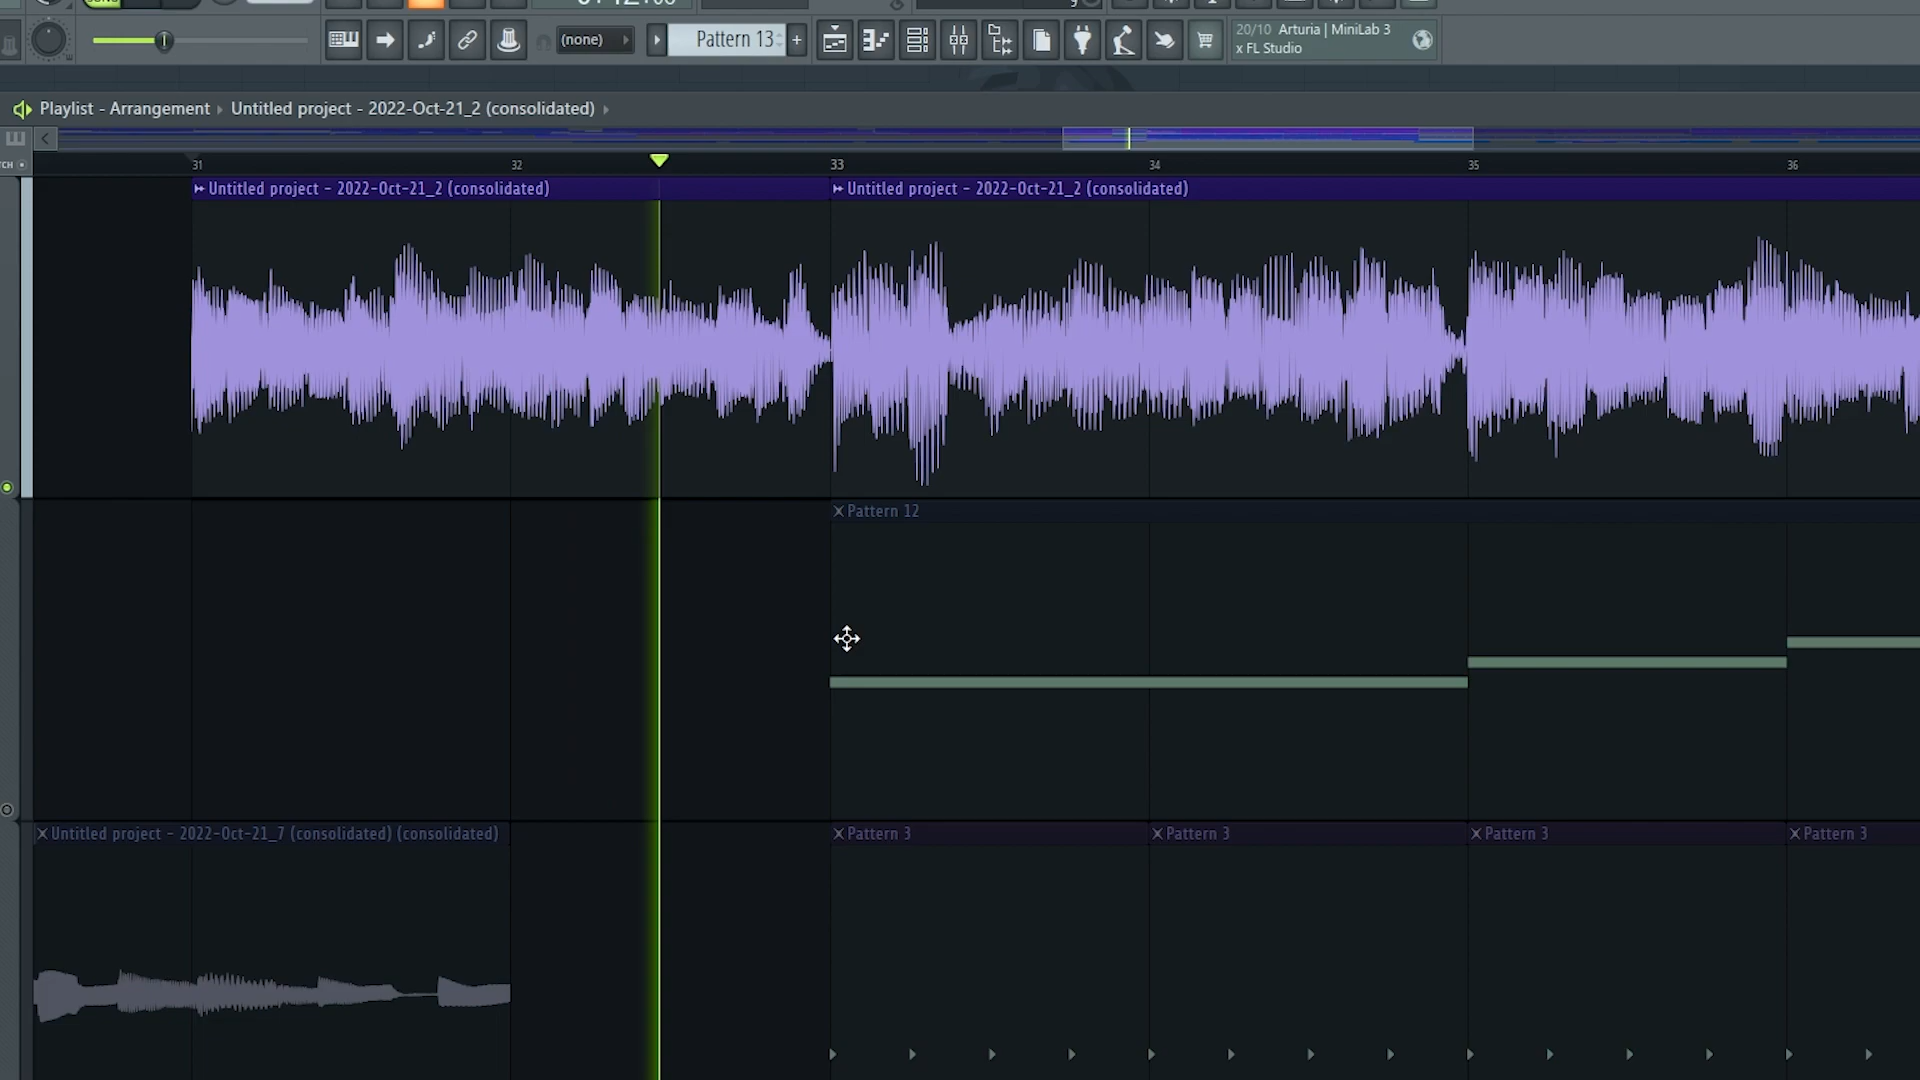 (none)
Pattern 13
20/10 Arturia | MiniLab 3
x FL Studio
Playlist - Arrangement
Untitled project - 2022-Oct-21_2 (consolidated)
31
32
33
34
35
36
Untitled project - 2022-Oct-21_2 (consolidated)
Untitled project - 2022-Oct-21_2 (consolidated)
Pattern 12
Untitled project - 2022-Oct-21_7 (consolidated) (consolidated)
Pattern 3
Pattern 3
Pattern 3
Pattern 3